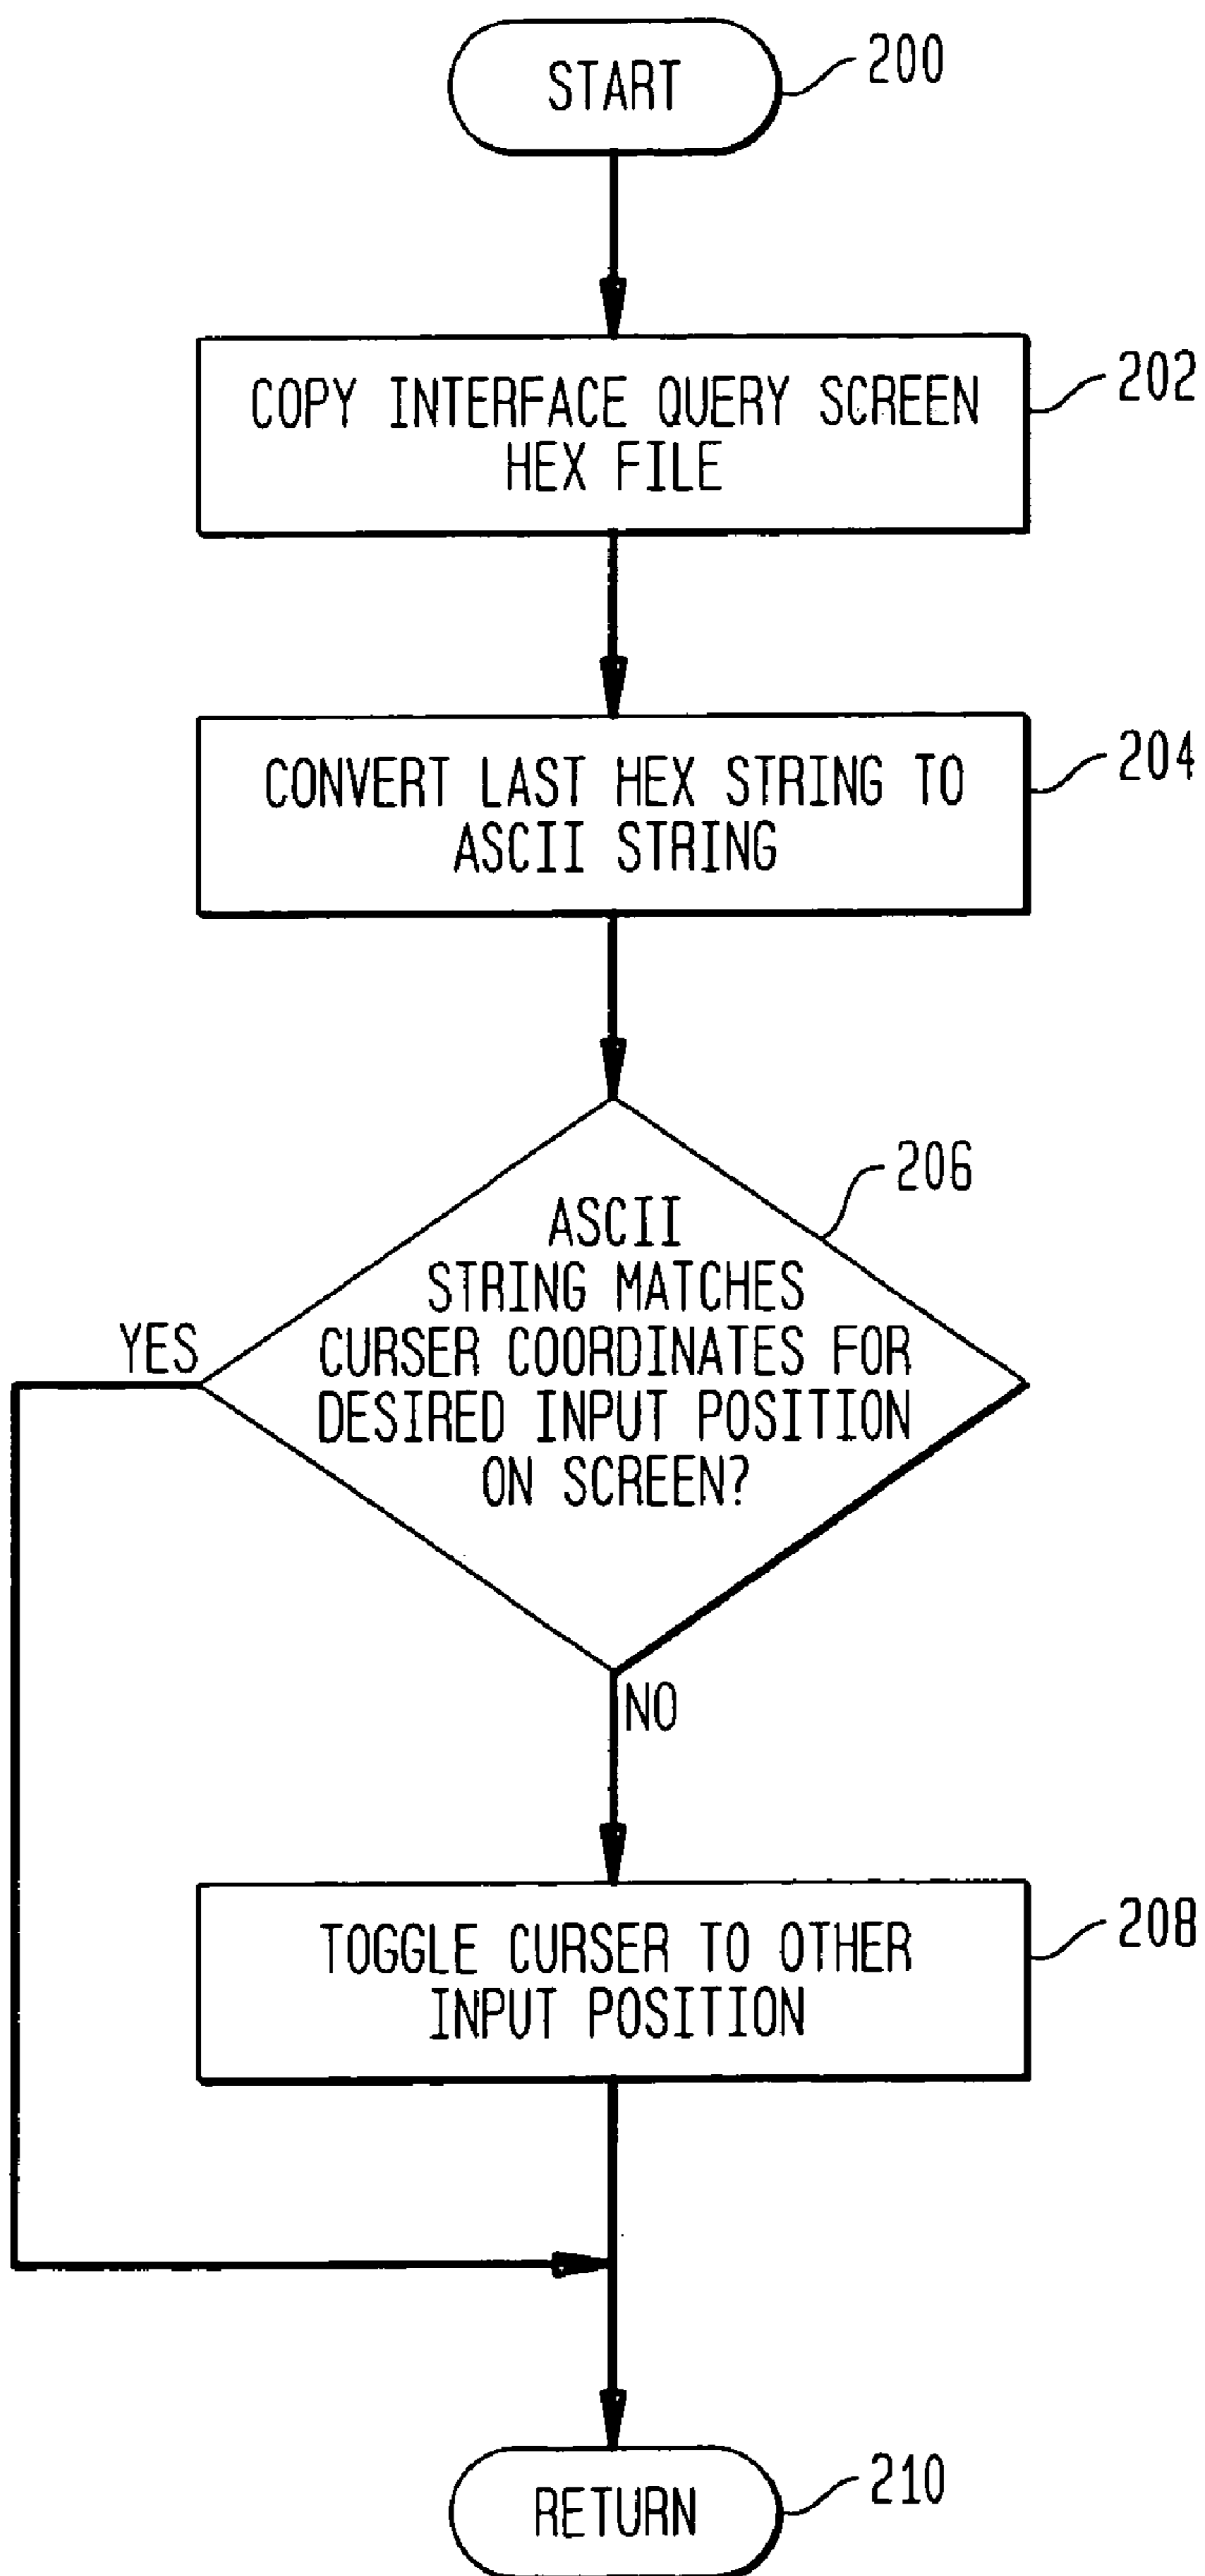 START
200
COPY INTERFACE QUERY SCREEN
HEX FILE
202
CONVERT LAST HEX STRING TO
ASCII STRING
204
206
ASCII
STRING MATCHES
CURSER COORDINATES FOR
DESIRED INPUT POSITION
ON SCREEN?
YES
NO
TOGGLE CURSER TO OTHER
INPUT POSITION
208
RETURN
210